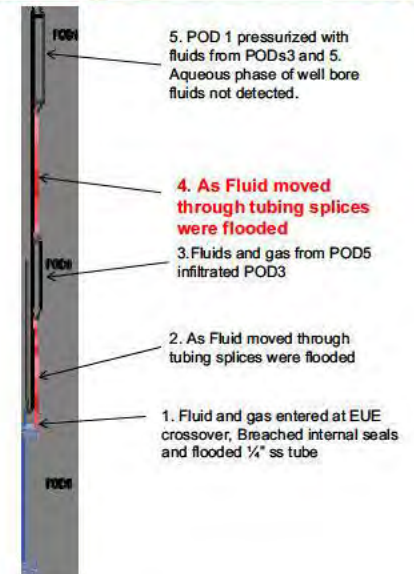 POD1
5. POD 1 pressurized with
fluids from PODs3 and 5.
Aqueous phase of well bore
fluids not detected.
4. As Fluid moved
through tubing splices
were flooded
3.Fluids and gas from POD5
infiltrated POD3
2. As Fluid moved through
tubing splices were flooded
1. Fluid and gas entered at EUE
crossover, Breached internal seals
and flooded ¼" ss tube